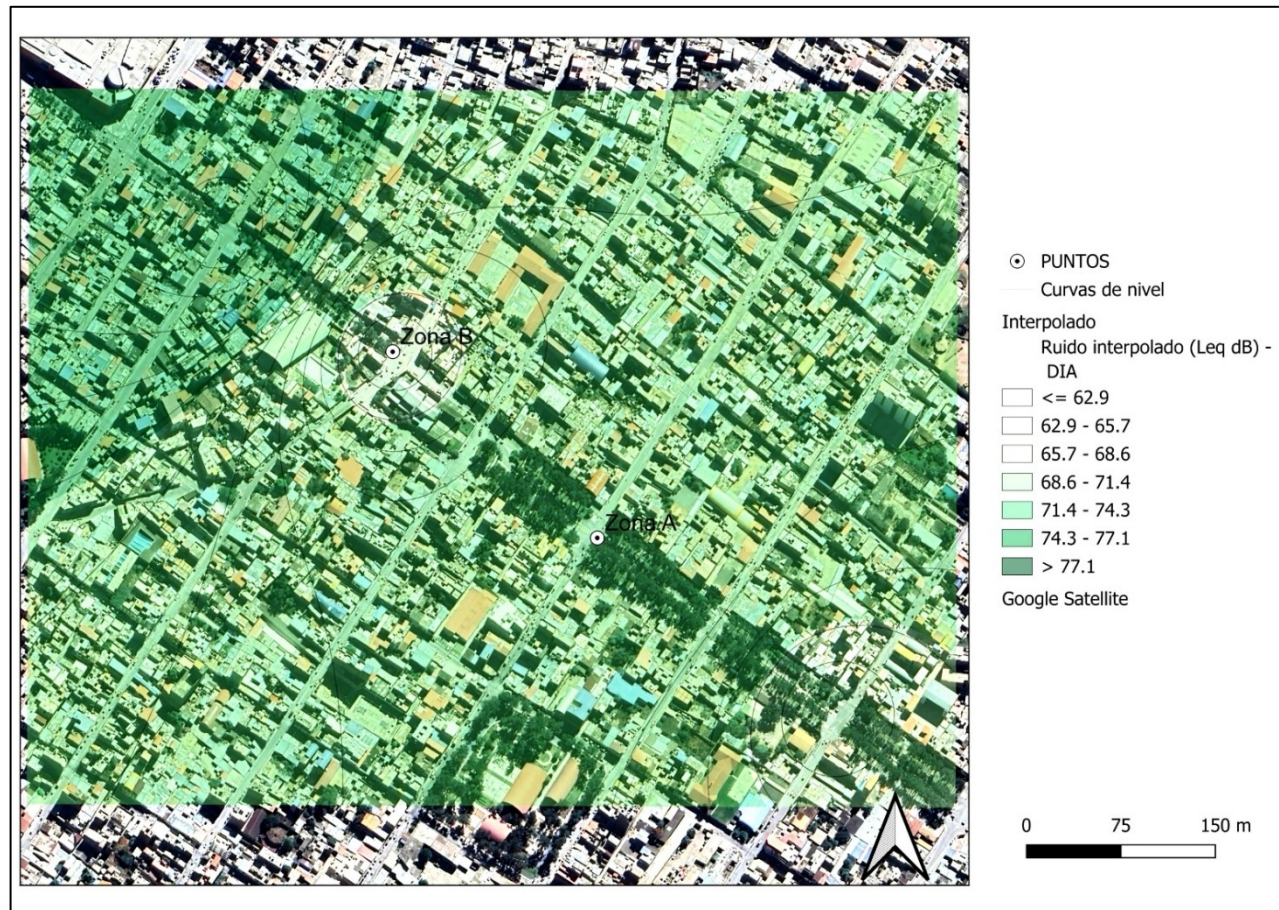 Zona B
Zona A
PUNTOS
Curvas de nivel
Interpolado
Ruido interpolado (Leq dB) -
DIA
<= 62.9
62.9 - 65.7
65.7 - 68.6
68.6 - 71.4
71.4 - 74.3
74.3 - 77.1
> 77.1
Google Satellite
0 75 150 m